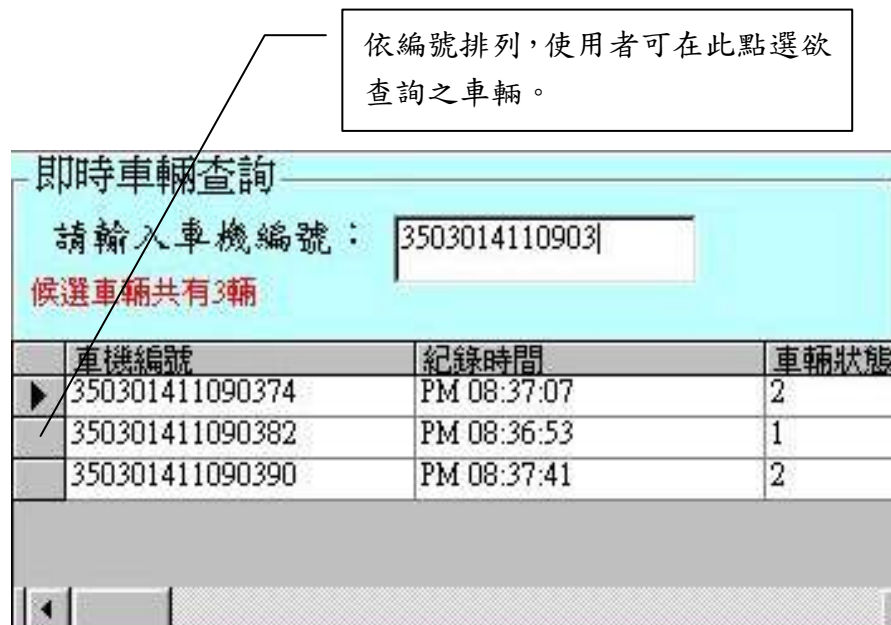 依編號排列，使用者可在此點選欲
查詢之車輛。
即時車輛查詢
請輸入車機編號： 3503014110903
候選車輛共有3輛
車機編號 紀錄時間 車輛狀態
350301411090374 PM 08:37:07 2
350301411090382 PM 08:36:53 1
350301411090390 PM 08:37:41 2